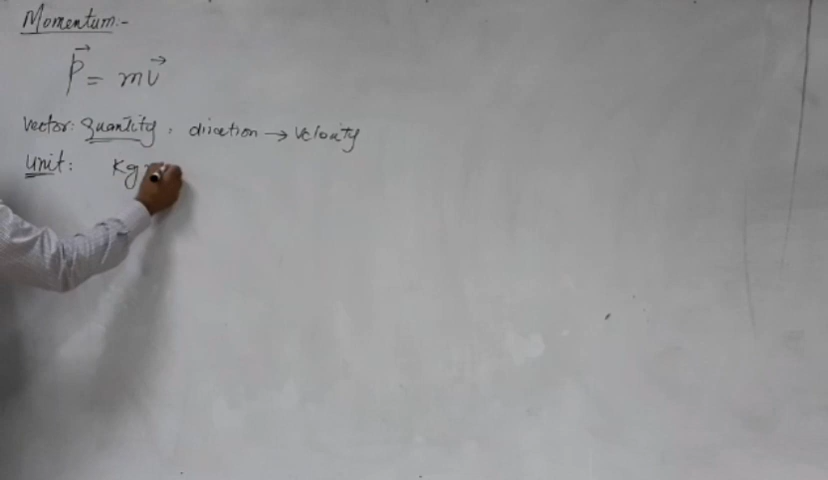 Momentum:-
P⃗ = mv⃗
Vector: Quantity, direction → Velocity
Unit: Kg